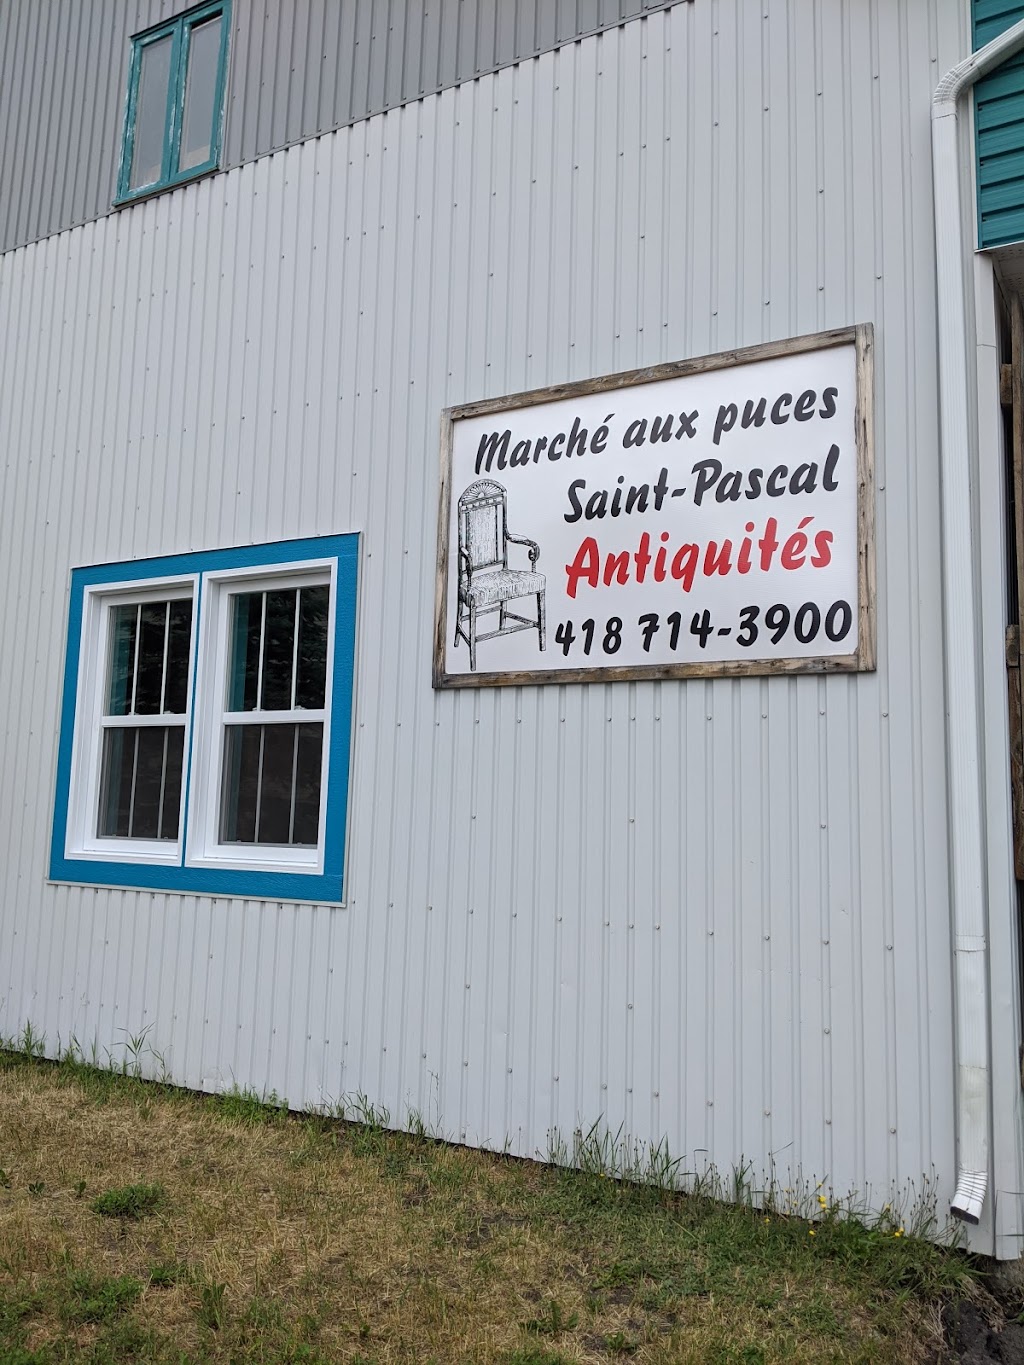 Marché aux puces
Saint-Pascal
Antiquités
418 714-3900